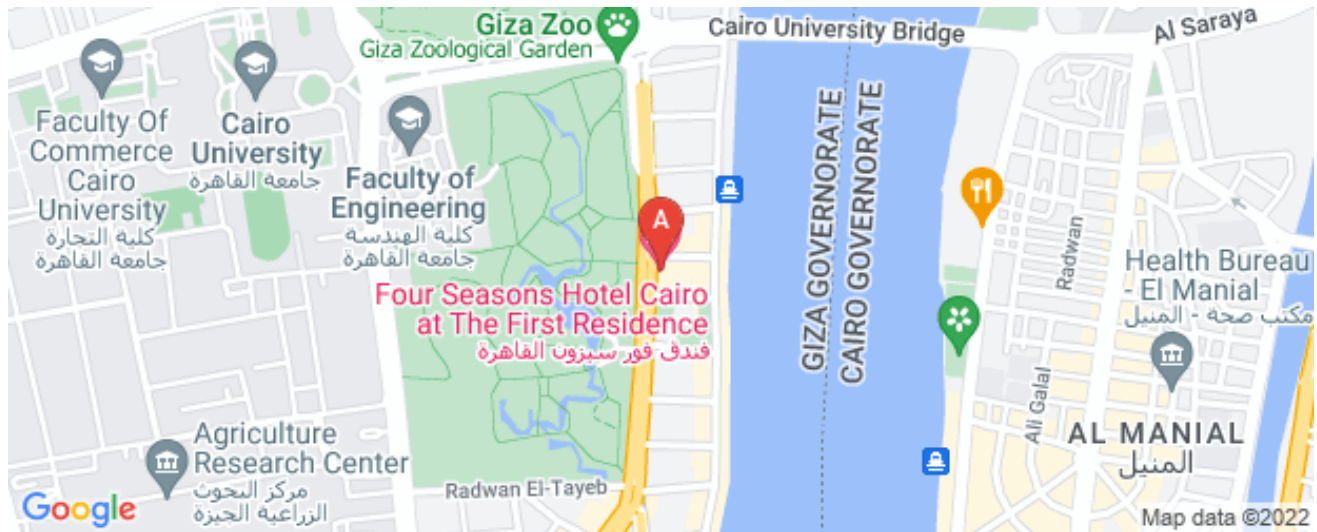 Giza Zoo
Giza Zoological Garden
Cairo University Bridge
Al Saraya
Faculty Of
Commerce
Cairo
University
كلية التجارة
جامعة القاهرة
Cairo
University
جامعة القاهرة
Faculty of
Engineering
كلية الهندسة
جامعة القاهرة
A
Four Seasons Hotel Cairo
at The First Residence
فندق فور سيزون القاهرة
GIZA GOVERNORATE
CAIRO GOVERNORATE
Radwan
Health Bureau
- El Manial
مكتب صحة - المنيل
Ali Galal
AL MANIAL
المنيل
Agriculture
Research Center
مركز البحوث
الزراعية الجيزة
Radwan El-Tayeb
Google
Map data ©2022